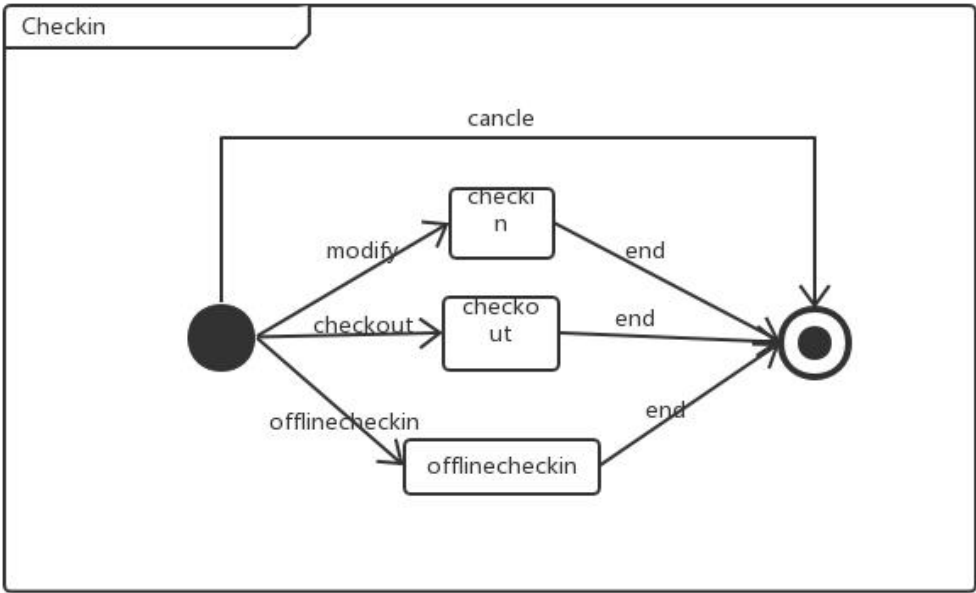 Checkin
cancle
checki
n
modify
end
checko
ut
checkout
end
offlinecheckin
end
offlinecheckin